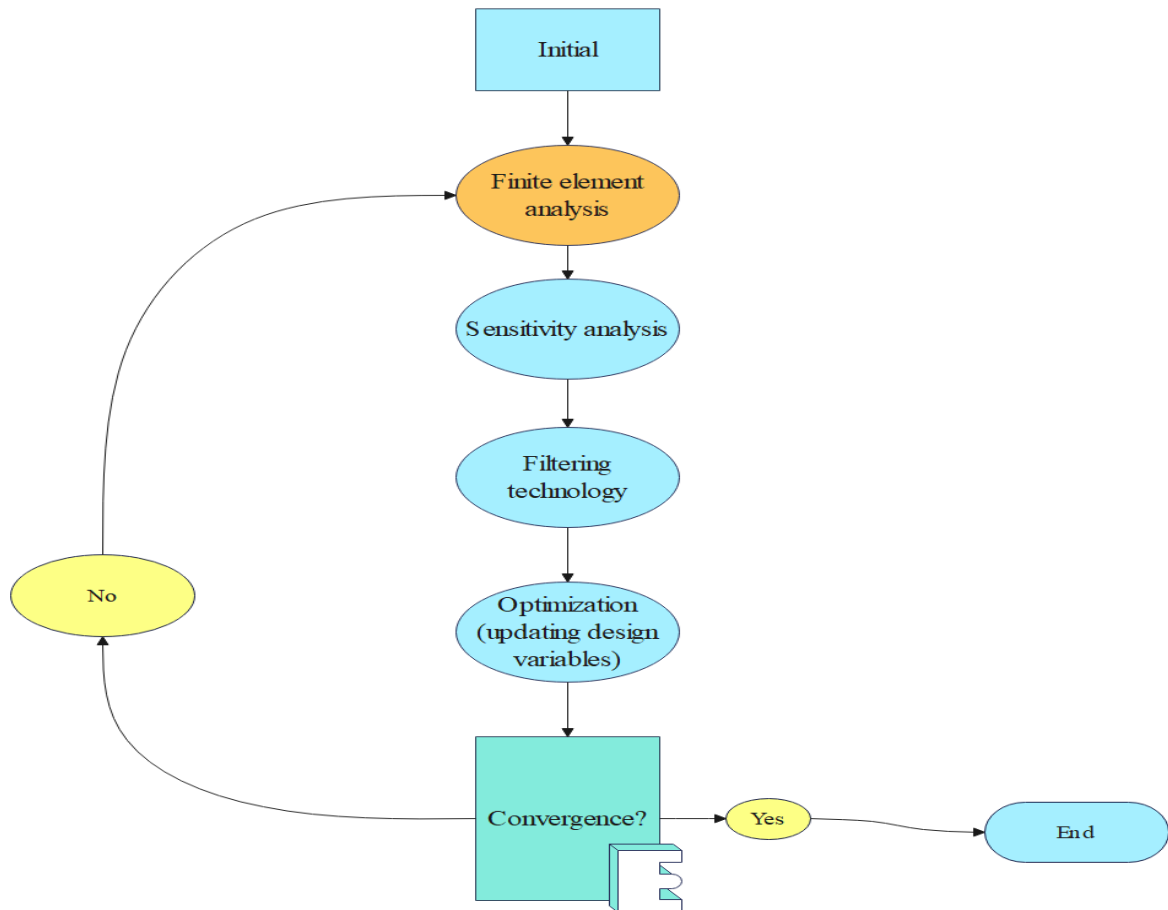 Initial
Finite element
analysis
Sensitivity analysis
Filtering
technology
Optimization
(updating design
variables)
No
Convergence?
Yes
End